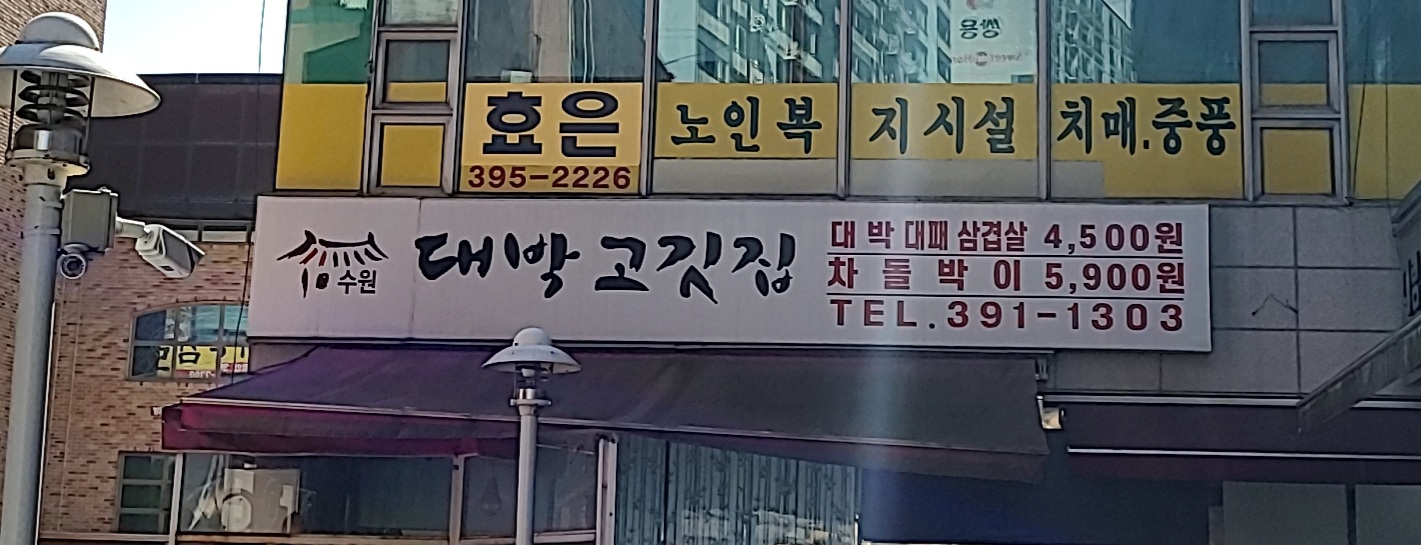 용쌍
효은 노인복지시설 치매.중풍
395-2226
수원 대박고깃집
대박대패삼겹살 4,500원
차돌박이 5,900원
TEL.391-1303